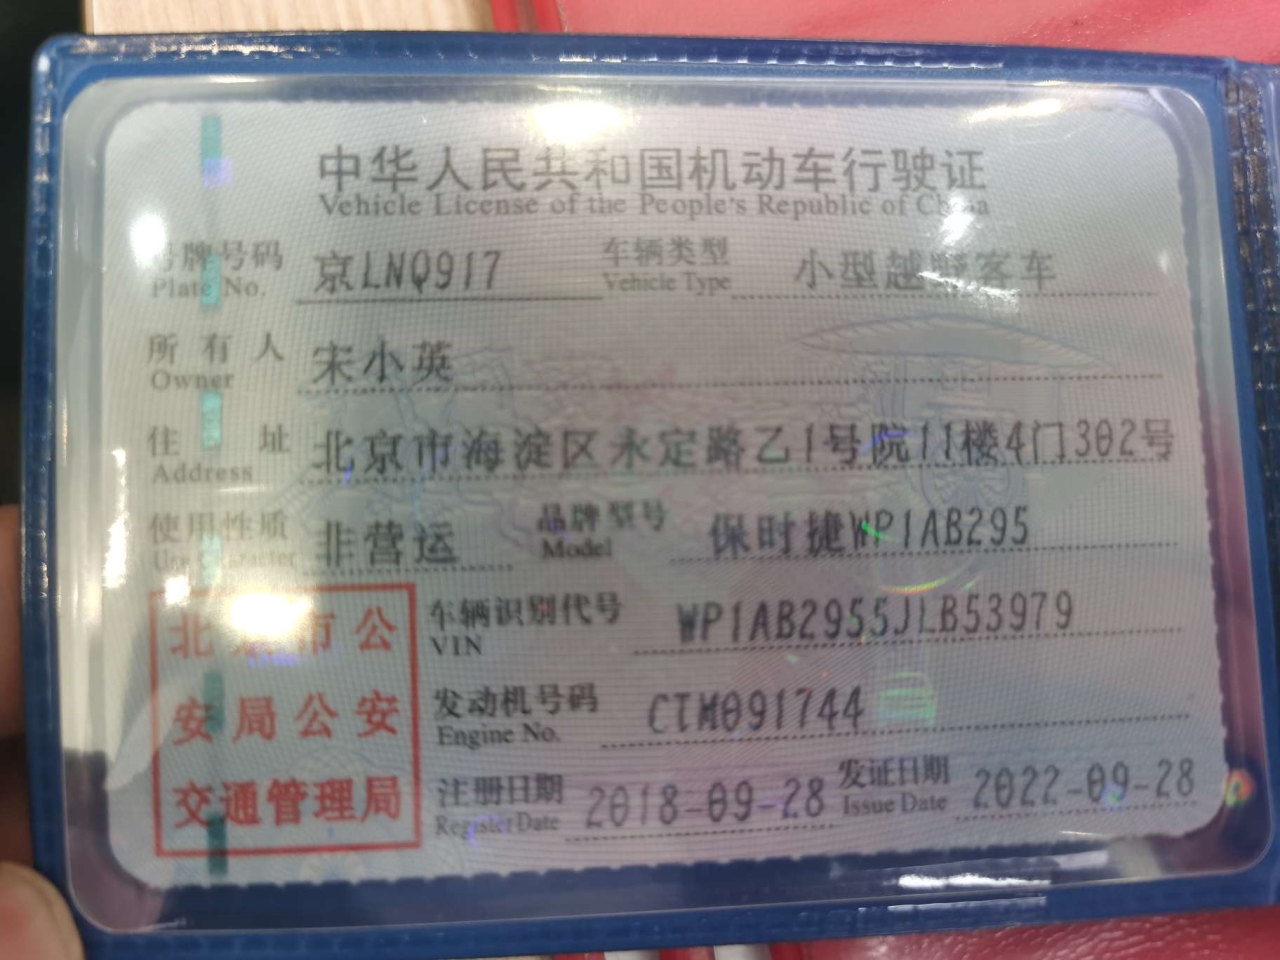 中华人民共和国机动车行驶证
Vehicle License of the People's Republic of China
号牌号码 京LNQ917 车辆类型 小型越野客车
Plate No. Vehicle Type
所有人 宋小英
Owner
住址 北京市海淀区永定路乙1号院11楼4门302号
Address
使用性质 非营运 品牌型号 保时捷WP1AB295
Use Character Model
北京市公
安局公安
交通管理局
车辆识别代号 WP1AB2955JLB53979
VIN
发动机号码 CTM091744
Engine No.
注册日期 2018-09-28 发证日期 2022-09-28
Register Date Issue Date